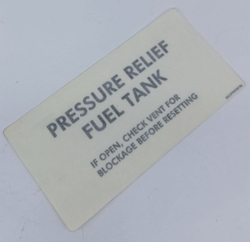 PRESSURE RELIEF
FUEL TANK
IF OPEN, CHECK VENT FOR
BLOCKAGE BEFORE RESETTING